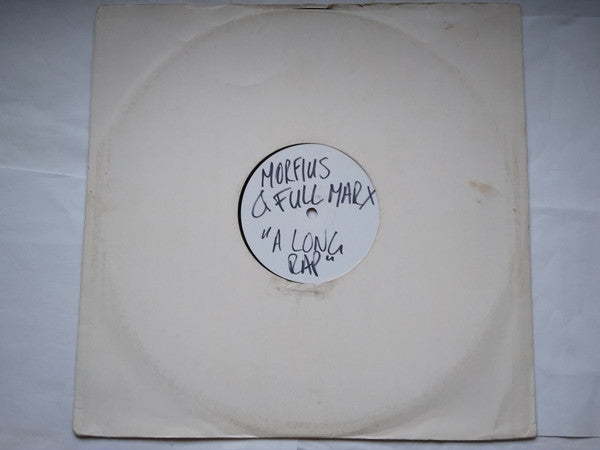 MORFIUS
& FULL MARX
"A LONG
RAP"